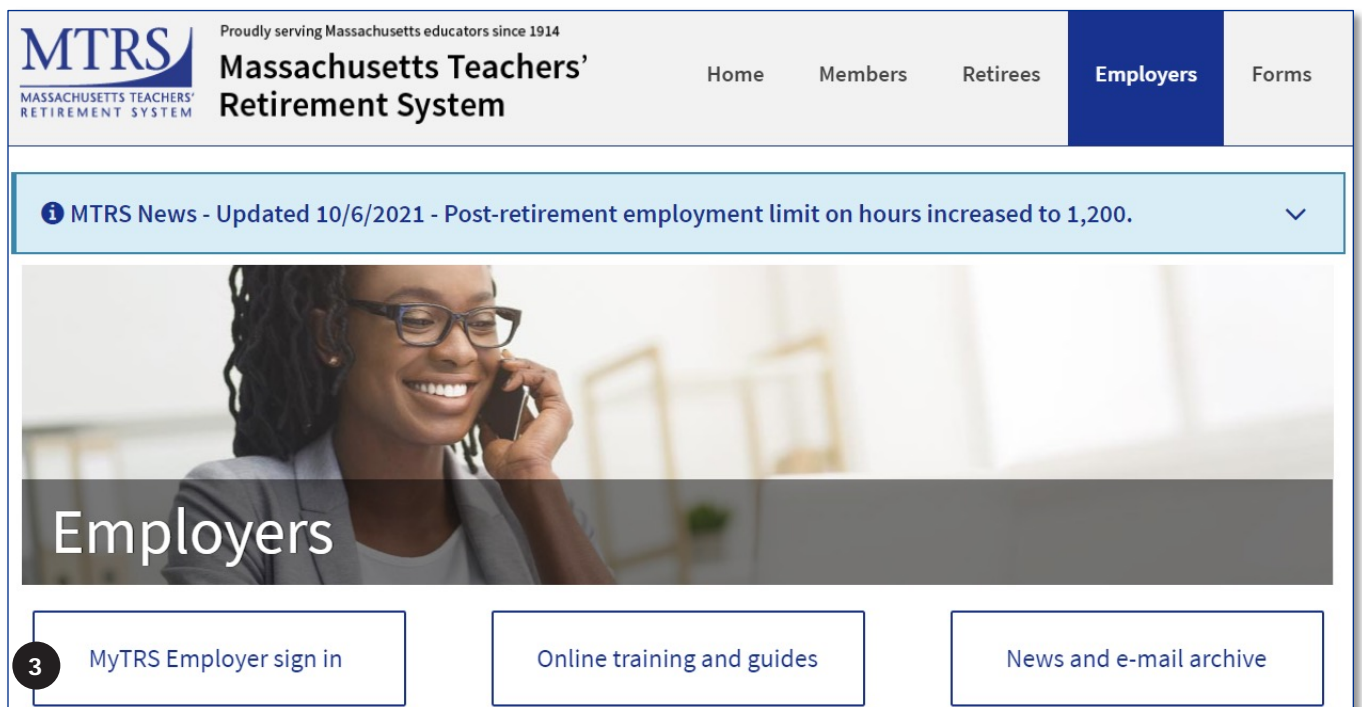 MTRS
MASSACHUSETTS TEACHERS'
RETIREMENT SYSTEM
Proudly serving Massachusetts educators since 1914
Massachusetts Teachers'
Retirement System
Home Members Retirees Employers Forms
MTRS News - Updated 10/6/2021 - Post-retirement employment limit on hours increased to 1,200.
Employers
3 MyTRS Employer sign in
Online training and guides
News and e-mail archive